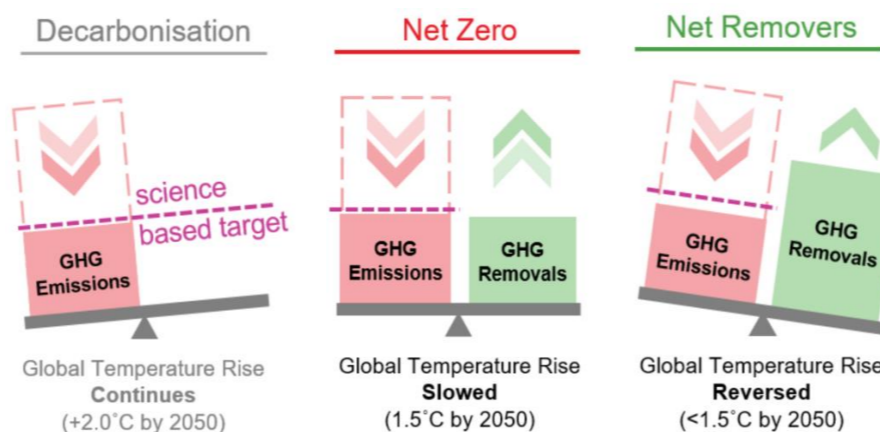 Decarbonisation
science
based target
GHG
Emissions
Global Temperature Rise
Continues
(+2.0˚C by 2050)
Net Zero
GHG
Emissions
GHG
Removals
Global Temperature Rise
Slowed
(1.5˚C by 2050)
Net Removers
GHG
Emissions
GHG
Removals
Global Temperature Rise
Reversed
(<1.5˚C by 2050)